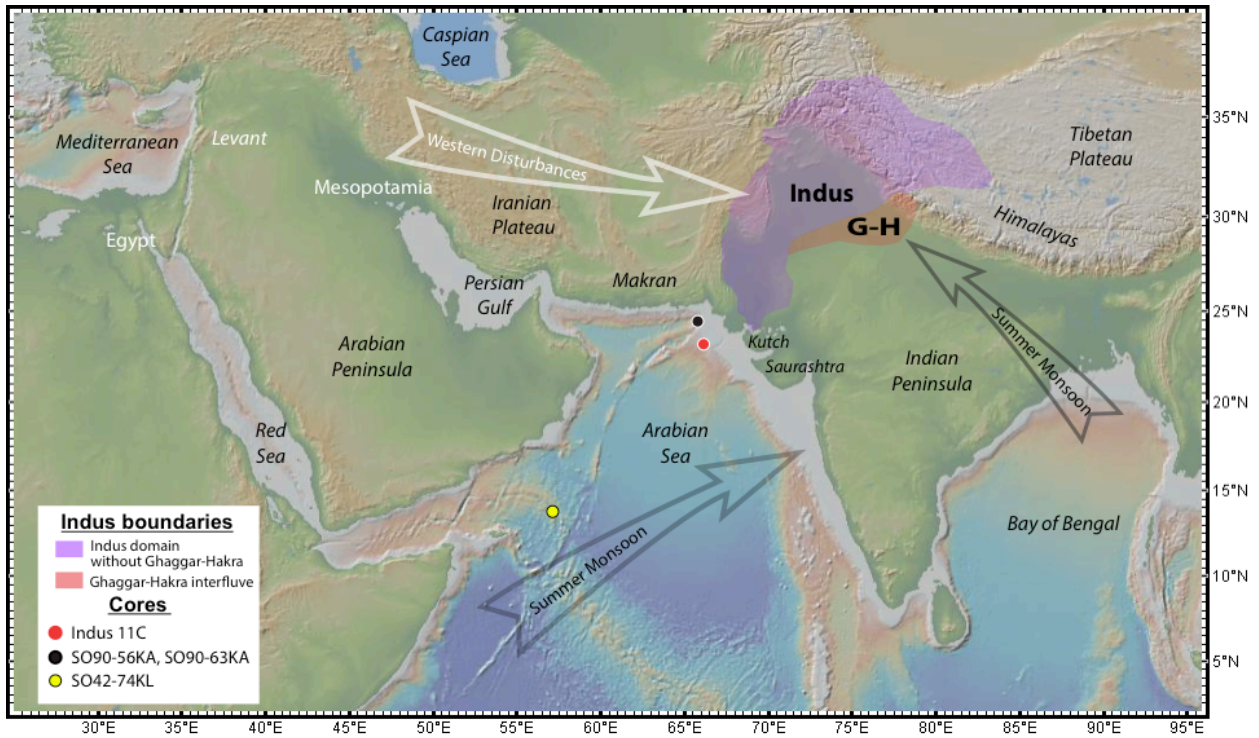 Caspian
Sea
Mediterranean
Sea
Levant
Western Disturbances
Tibetan
Plateau
Mesopotamia
Iranian
Plateau
Indus
G-H
Himalayas
Egypt
Persian
Gulf
Makran
Arabian
Peninsula
Kutch
Saurashtra
Indian
Peninsula
Summer Monsoon
Red
Sea
Arabian
Sea
Summer Monsoon
Bay of Bengal
Indus boundaries
Indus domain
without Ghaggar-Hakra
Ghaggar-Hakra interfluve
Cores
Indus 11C
SO90-56KA, SO90-63KA
SO42-74KL
35°N
30°N
25°N
20°N
15°N
10°N
5°N
30°E 35°E 40°E 45°E 50°E 55°E 60°E 65°E 70°E 75°E 80°E 85°E 90°E 95°E